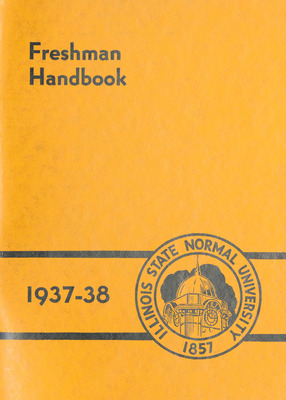 Freshman
Handbook
1937-38
ILLINOIS STATE NORMAL UNIVERSITY
1857